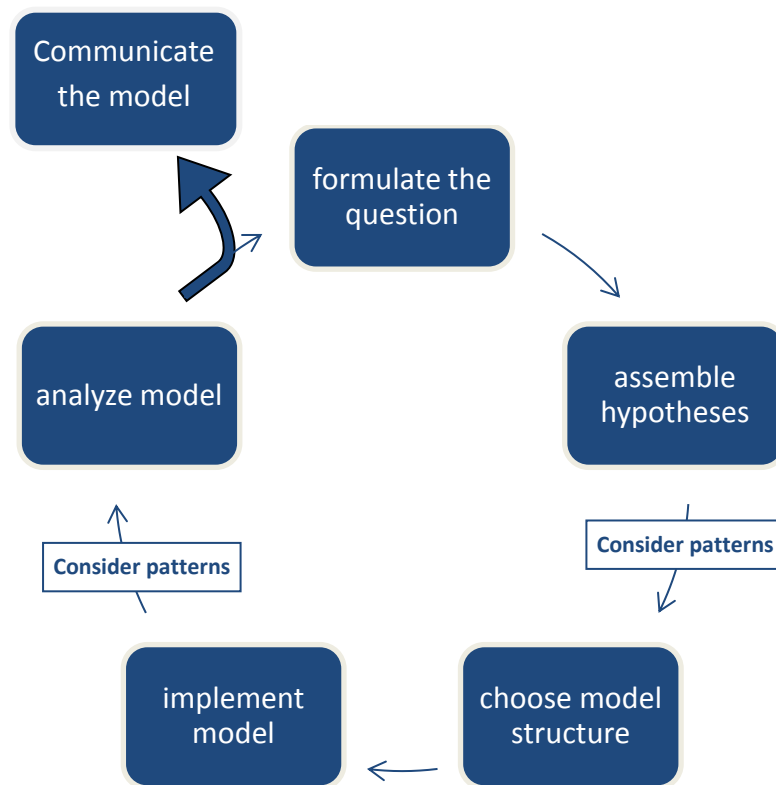 Communicate
the model
formulate the
question
assemble
hypotheses
Consider patterns
choose model
structure
implement
model
Consider patterns
analyze model